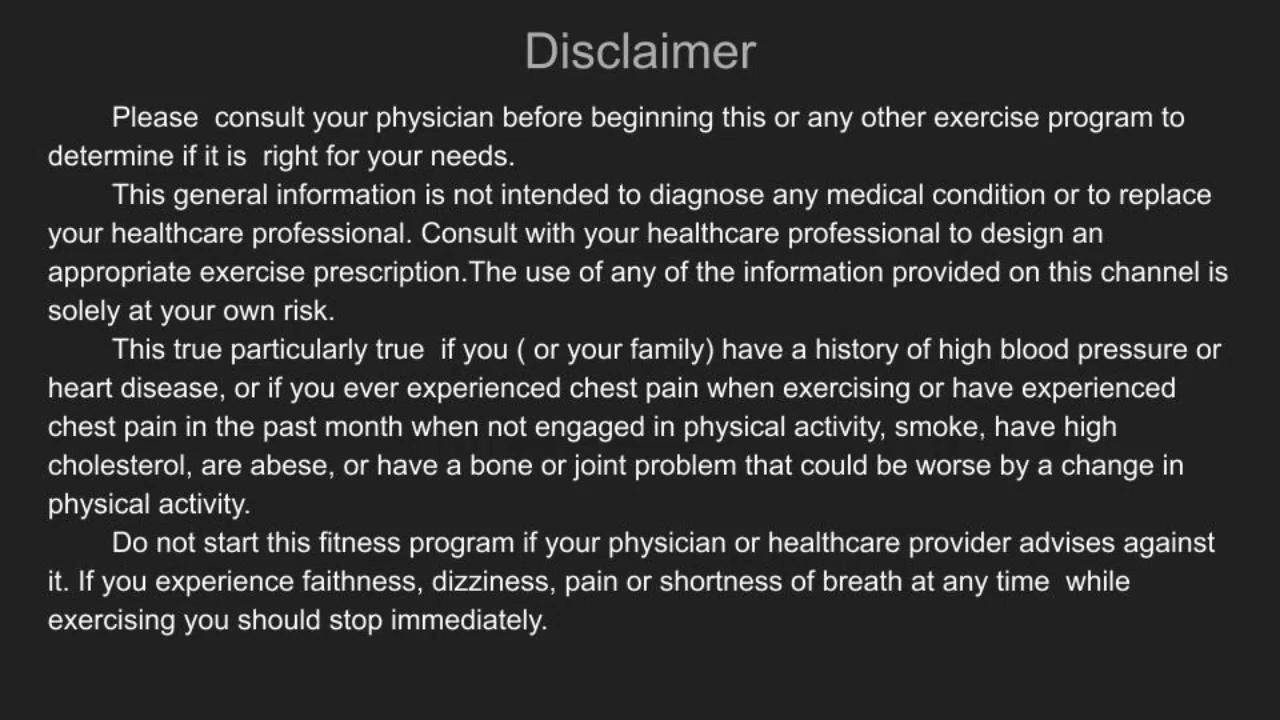 Disclaimer
Please  consult your physician before beginning this or any other exercise program to
determine if it is  right for your needs.
This general information is not intended to diagnose any medical condition or to replace
your healthcare professional. Consult with your healthcare professional to design an
appropriate exercise prescription.The use of any of the information provided on this channel is
solely at your own risk.
This true particularly true  if you ( or your family) have a history of high blood pressure or
heart disease, or if you ever experienced chest pain when exercising or have experienced
chest pain in the past month when not engaged in physical activity, smoke, have high
cholesterol, are abese, or have a bone or joint problem that could be worse by a change in
physical activity.
Do not start this fitness program if your physician or healthcare provider advises against
it. If you experience faithness, dizziness, pain or shortness of breath at any time  while
exercising you should stop immediately.